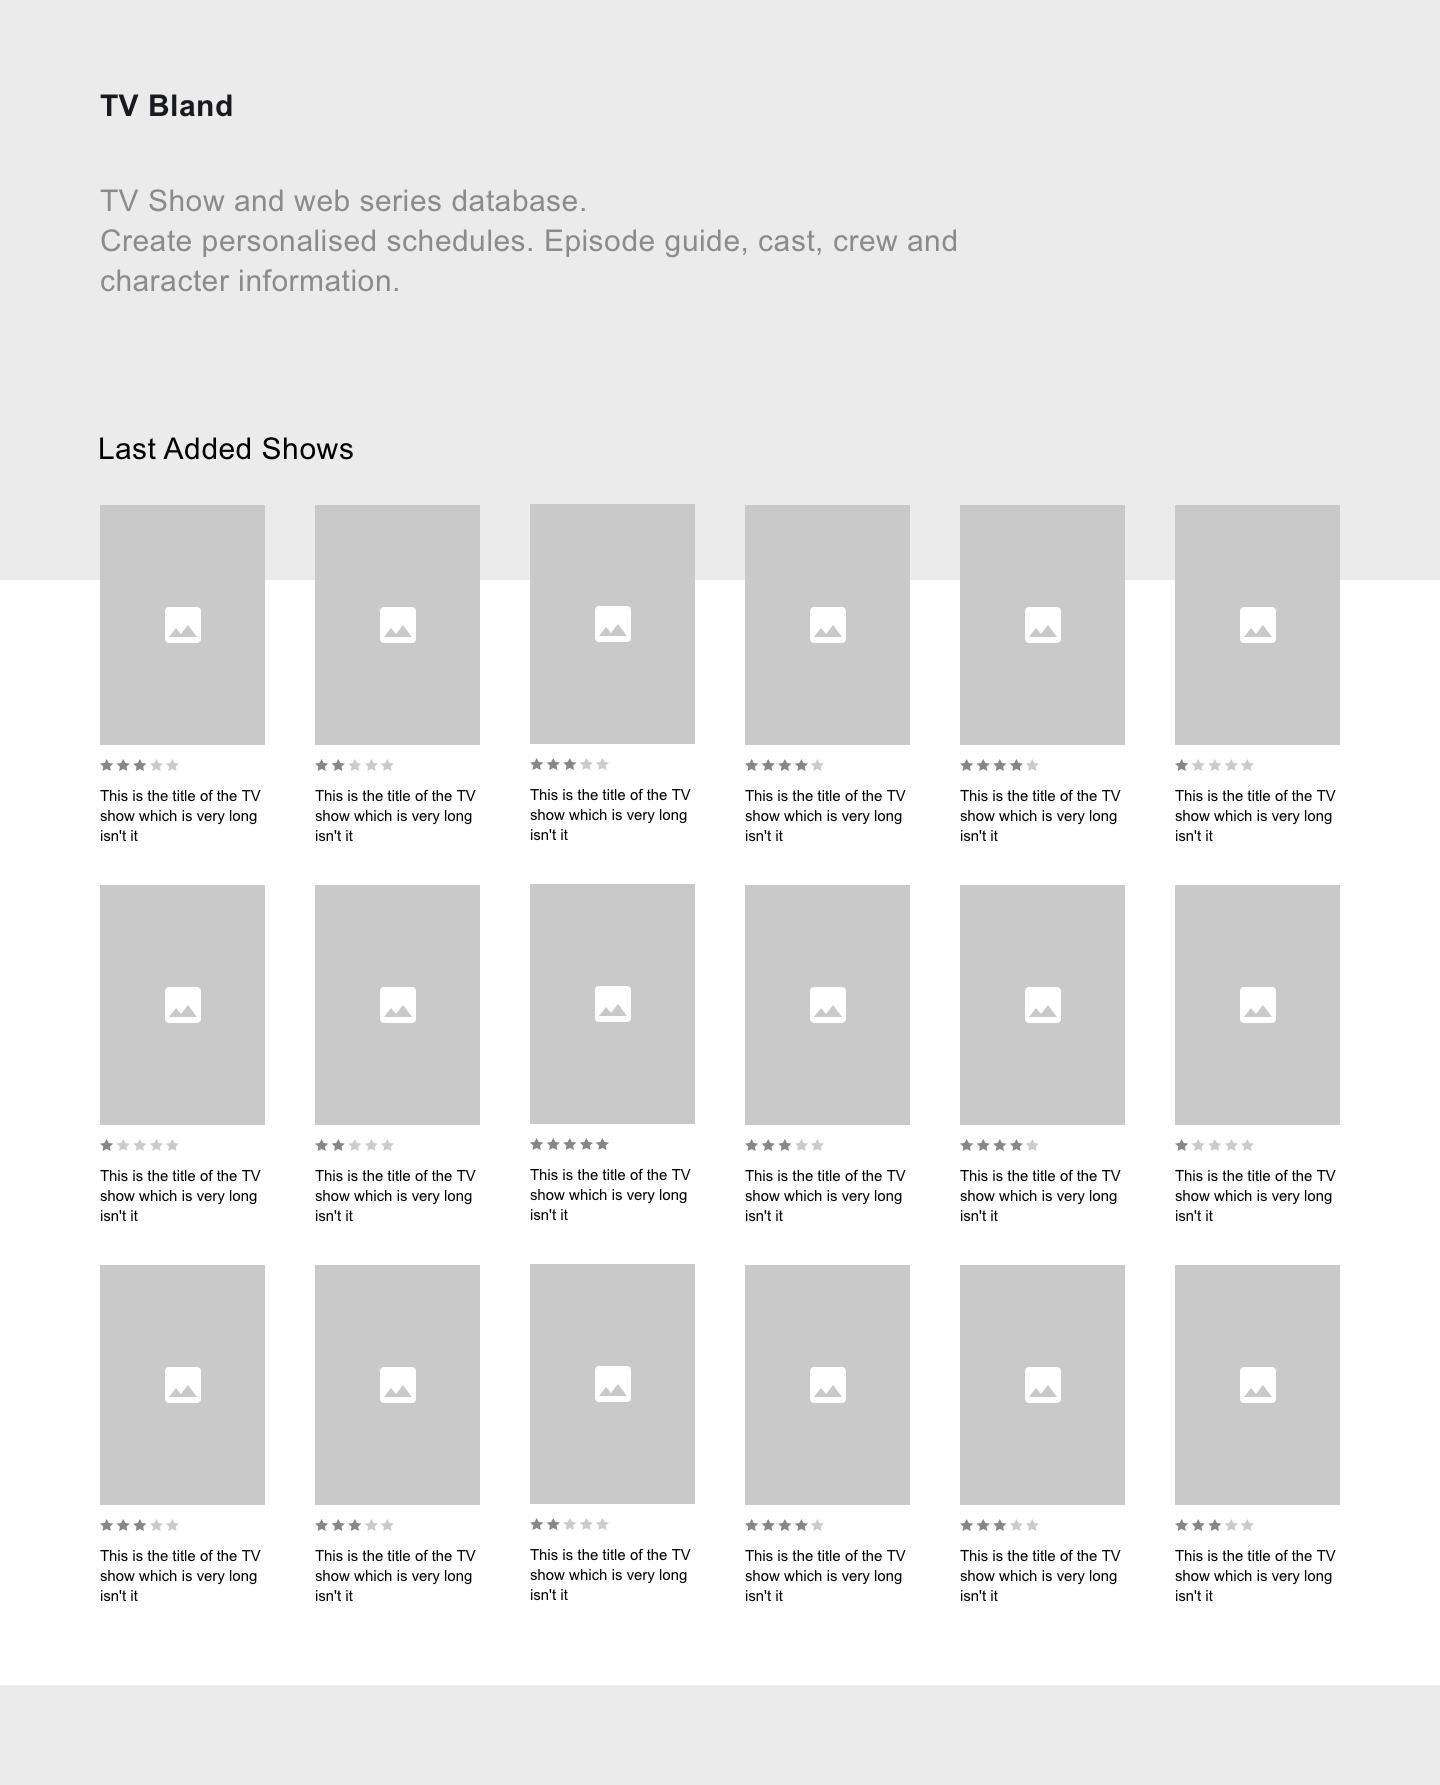 TV Bland
TV Show and web series database.
Create personalised schedules. Episode guide, cast, crew and
character information.
Last Added Shows
This is the title of the TV
show which is very long
isn't it
This is the title of the TV
show which is very long
isn't it
This is the title of the TV
show which is very long
isn't it
This is the title of the TV
show which is very long
isn't it
This is the title of the TV
show which is very long
isn't it
This is the title of the TV
show which is very long
isn't it
This is the title of the TV
show which is very long
isn't it
This is the title of the TV
show which is very long
isn't it
This is the title of the TV
show which is very long
isn't it
This is the title of the TV
show which is very long
isn't it
This is the title of the TV
show which is very long
isn't it
This is the title of the TV
show which is very long
isn't it
This is the title of the TV
show which is very long
isn't it
This is the title of the TV
show which is very long
isn't it
This is the title of the TV
show which is very long
isn't it
This is the title of the TV
show which is very long
isn't it
This is the title of the TV
show which is very long
isn't it
This is the title of the TV
show which is very long
isn't it